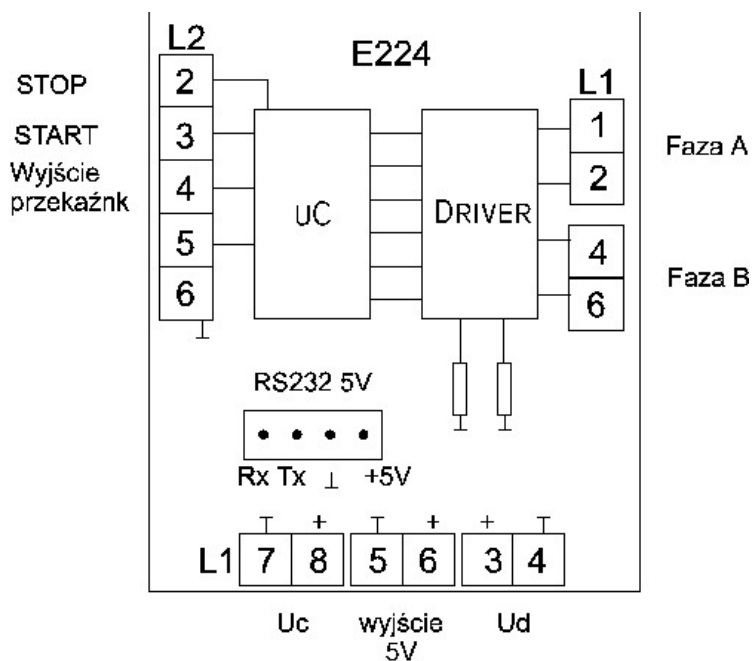 L2
E224
L1
STOP
2
START
3
Wyjście
przekaźnk
4
5
6
uC
DRIVER
1
2
Faza A
4
6
Faza B
RS232 5V
Rx Tx ⊥ +5V
+ + +
L1 7 8 5 6 3 4
Uc wyjście Ud
5V